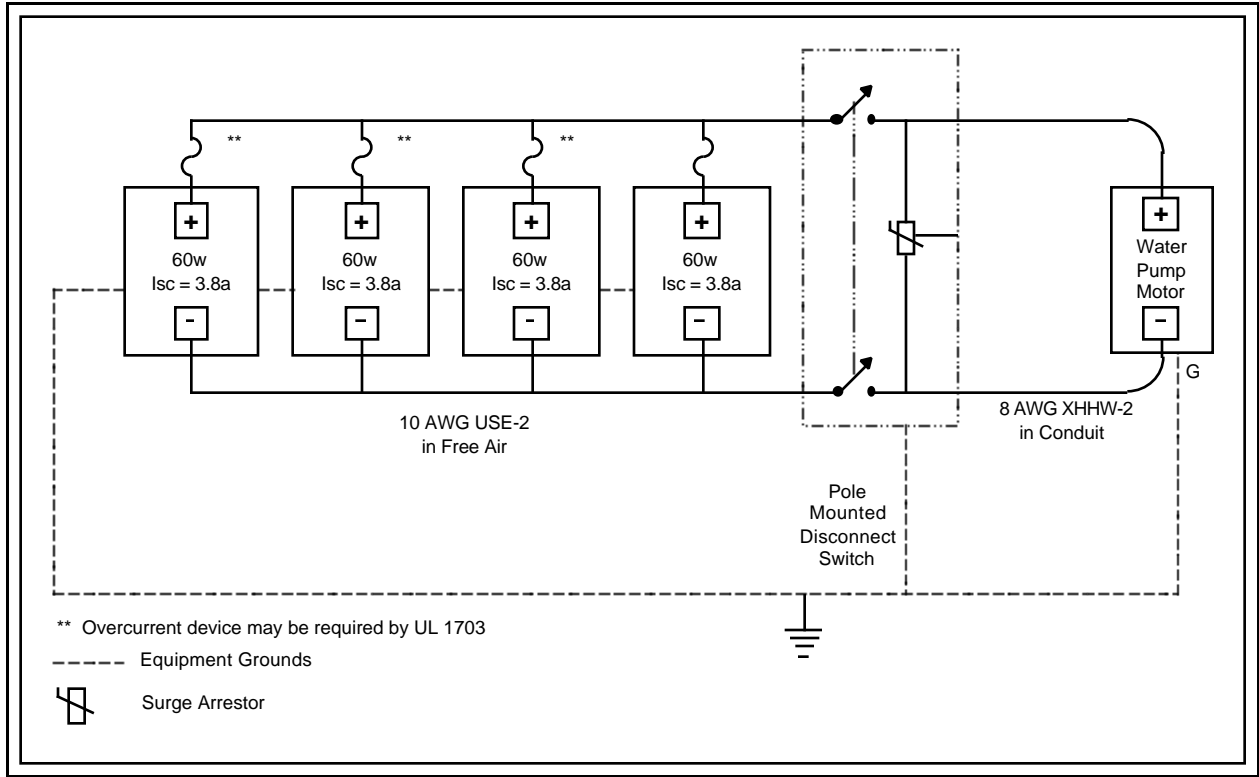 ** ** **
+ + + + +
60w 60w 60w 60w
Isc = 3.8a Isc = 3.8a Isc = 3.8a Isc = 3.8a
- - - - -
Water
Pump
Motor
G
10 AWG USE-2
in Free Air
8 AWG XHHW-2
in Conduit
Pole
Mounted
Disconnect
Switch
** Overcurrent device may be required by UL 1703
Equipment Grounds
Surge Arrestor